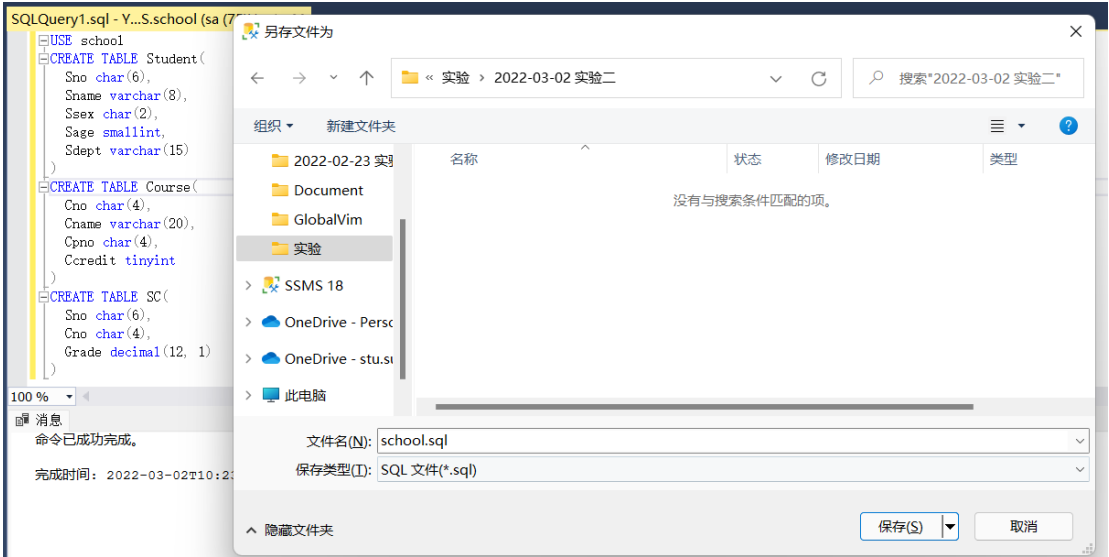 SQLQuery1.sql - Y...S.school (sa (7
USE school
CREATE TABLE Student(
Sno char(6),
Sname varchar(8),
Ssex char(2),
Sage smallint,
Sdept varchar(15)
)
CREATE TABLE Course(
Cno char(4),
Cname varchar(20),
Cpno char(4),
Ccredit tinyint
)
CREATE TABLE SC(
Sno char(6),
Cno char(4),
Grade decimal(12, 1)
)
100 %
消息
命令已成功完成。
完成时间: 2022-03-02T10:23
另存文件为
« 实验 › 2022-03-02 实验二
搜索"2022-03-02 实验二"
组织 新建文件夹
2022-02-23 实验
Document
GlobalVim
实验
SSMS 18
OneDrive - Perso
OneDrive - stu.su
此电脑
名称 状态 修改日期 类型
没有与搜索条件匹配的项。
文件名(N): school.sql
保存类型(T): SQL 文件(*.sql)
隐藏文件夹
保存(S) 取消